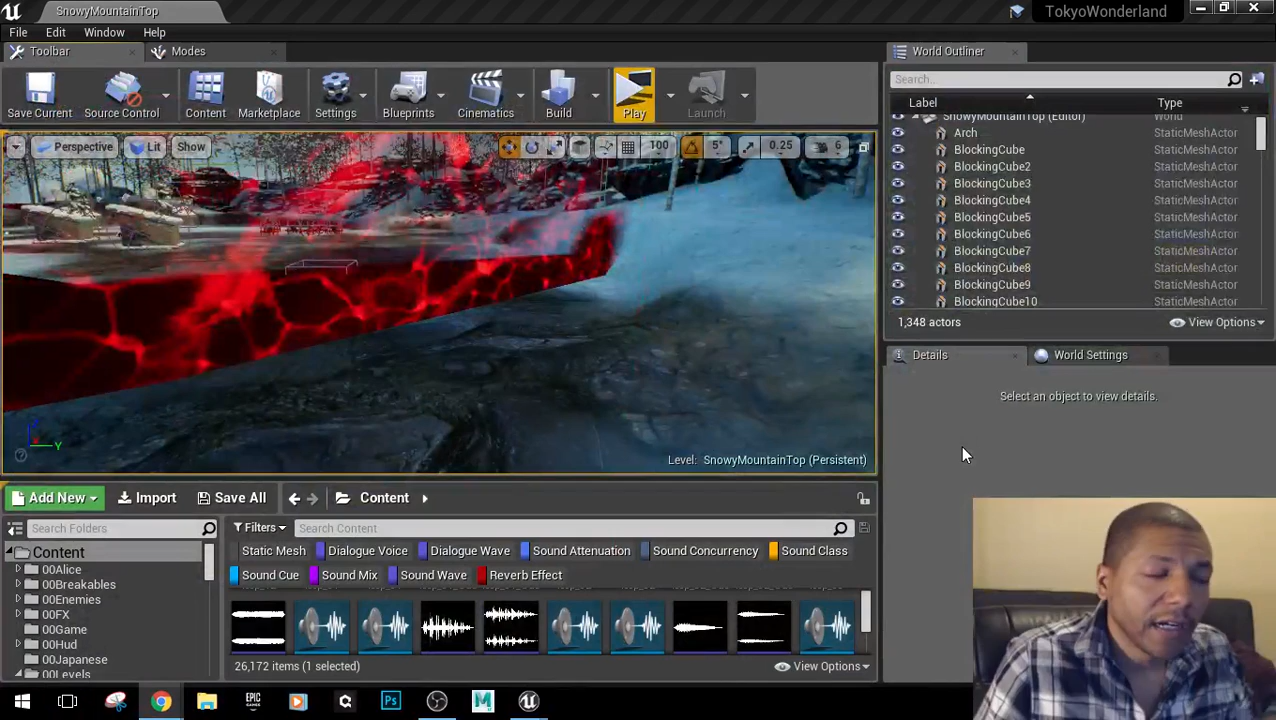 SnowyMountainTop
TokyoWonderland
File Edit Window Help
Toolbar Modes
World Outliner
Save Current Source Control Content Marketplace Settings Blueprints Cinematics Build Play Launch
Search...
Label Type
SnowyMountainTop (Editor) World
Arch StaticMeshActor
BlockingCube StaticMeshActor
BlockingCube2 StaticMeshActor
BlockingCube3 StaticMeshActor
BlockingCube4 StaticMeshActor
BlockingCube5 StaticMeshActor
BlockingCube6 StaticMeshActor
BlockingCube7 StaticMeshActor
BlockingCube8 StaticMeshActor
BlockingCube9 StaticMeshActor
BlockingCube10 StaticMeshActor
1,348 actors View Options
Perspective Lit Show 100 5° 0.25 6
Details World Settings
Select an object to view details.
Level: SnowyMountainTop (Persistent)
Add New Import Save All Content
Search Folders
Filters Search Content
Content
00Alice
00Breakables
00Enemies
00FX
00Game
00Hud
00Japanese
00Levels
Static Mesh Dialogue Voice Dialogue Wave Sound Attenuation Sound Concurrency Sound Class
Sound Cue Sound Mix Sound Wave Reverb Effect
26,172 items (1 selected) View Options
EPIC GAMES
Ps
M